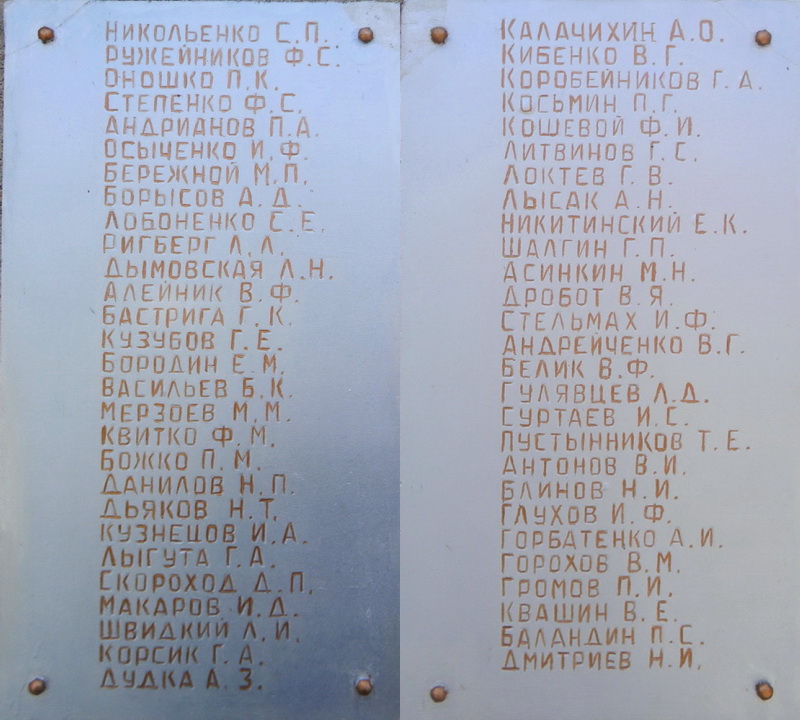 НИКОЛЬЕНКО С.П.
РУЖЕЙНИКОВ Ф.С.
ОНОШКО П.К.
СТЕПЕНКО Ф.С.
АНДРИАНОВ П.А.
ОСЫЧЕНКО И.Ф.
БЕРЕЖНОЙ М.П.
БОРЫСОВ А.Д.
ЛОБОНЕНКО С.Е.
РИГБЕРГ Л.Л.
ДЫМОВСКАЯ Л.Н.
АЛЕЙНИК В.Ф.
БАСТРИГА Г.К.
КУЗУБОВ Г.Е.
БОРОДИН Е.М.
ВАСИЛЬЕВ Б.К.
МЕРЗОЕВ М.М.
КВИТКО Ф.М.
БОЖКО П.М.
ДАНИЛОВ Н.П.
ДЬЯКОВ Н.Т.
КУЗНЕЦОВ И.А.
ЛЫГУТА Г.А.
СКОРОХОД Д.П.
МАКАРОВ И.Д.
ШВИДКИЙ Л.И.
КОРСИК Г.А.
ДУДКА А.З.
КАЛАЧИХИН А.О.
КИБЕНКО В.Г.
КОРОБЕЙНИКОВ Г.А.
КОСЬМИН П.Г.
КОШЕВОЙ Ф.И.
ЛИТВИНОВ Г.С.
ЛОКТЕВ Г.В.
ЛЫСАК А.Н.
НИКИТИНСКИЙ Е.К.
ШАЛГИН Г.П.
АСИНКИН М.Н.
ДРОБОТ В.Я.
СТЕЛЬМАХ И.Ф.
АНДРЕЙЧЕНКО В.Г.
БЕЛИК В.Ф.
ГУЛЯВЦЕВ Л.Д.
СУРТАЕВ И.С.
ПУСТЫННИКОВ Т.Е.
АНТОНОВ В.И.
БЛИНОВ Н.И.
ГЛУХОВ И.Ф.
ГОРБАТЕНКО А.И.
ГОРОХОВ В.М.
ГРОМОВ П.И.
КВАШИН В.Е.
БАЛАНДИН П.С.
ДМИТРИЕВ Н.И.